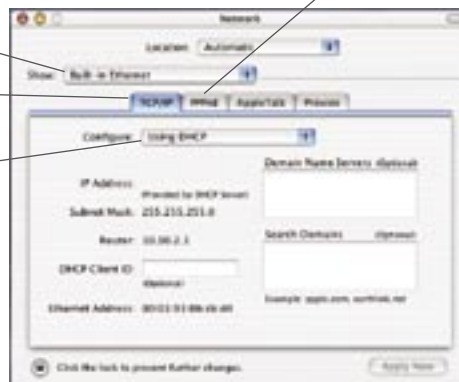 Network
Location: Automatic
Show: Built-in Ethernet
TCP/IP PPPoE AppleTalk Proxies
Configure: Using DHCP
Domain Name Servers (Optional)
IP Address:
(Provided by DHCP Server)
Subnet Mask: 255.255.255.0
Router:
Search Domains (Optional)
DHCP Client ID:
(Optional)
Example: apple.com, earthlink.net
Ethernet Address:
Click the lock to prevent further changes.
Apply Now